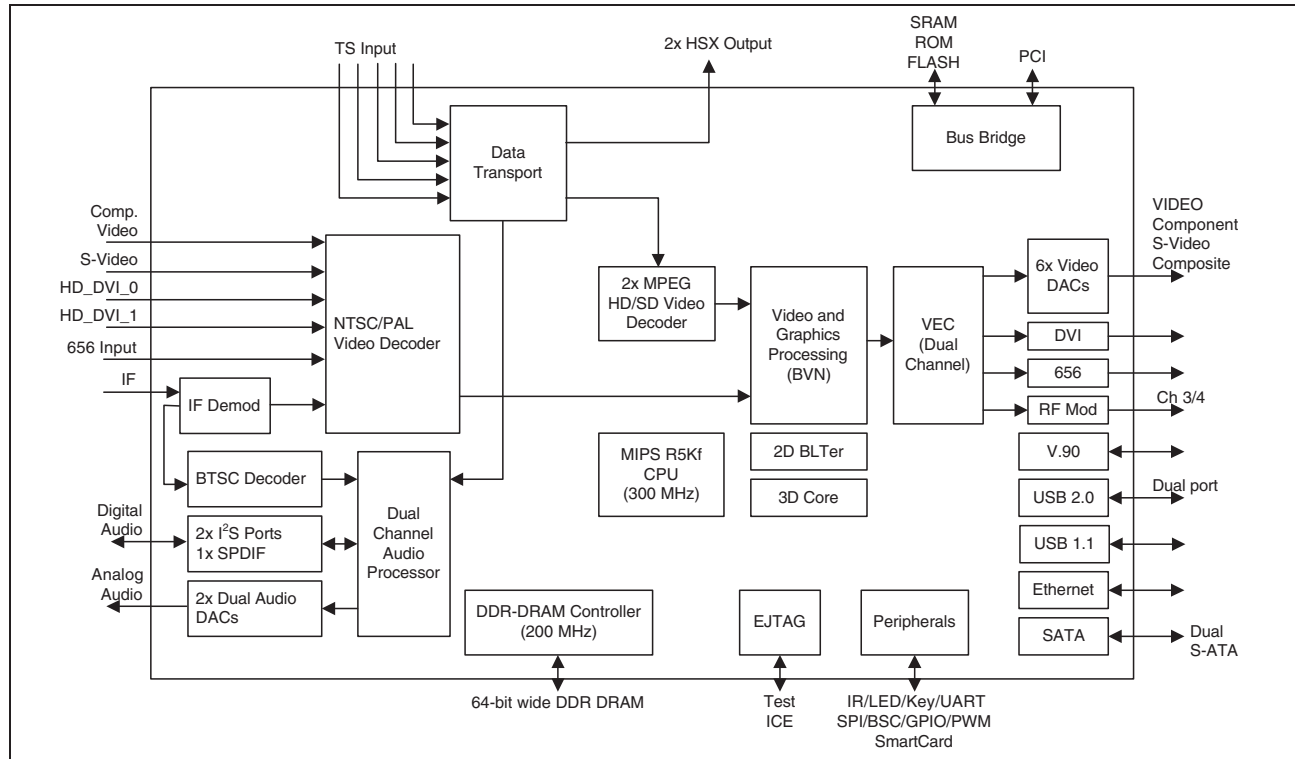 TS Input
2x HSX Output
SRAM
ROM
FLASH
PCI
Bus Bridge
Data
Transport
Comp.
Video
S-Video
HD_DVI_0
HD_DVI_1
656 Input
IF
NTSC/PAL
Video Decoder
IF Demod
2x MPEG
HD/SD Video
Decoder
Video and
Graphics
Processing
(BVN)
VEC
(Dual
Channel)
6x Video
DACs
VIDEO
Component
S-Video
Composite
DVI
656
RF Mod
Ch 3/4
BTSC Decoder
MIPS R5Kf
CPU
(300 MHz)
2D BLTer
3D Core
V.90
USB 2.0
Dual port
Digital
Audio
2x I²S Ports
1x SPDIF
Dual
Channel
Audio
Processor
USB 1.1
Analog
Audio
2x Dual Audio
DACs
Ethernet
DDR-DRAM Controller
(200 MHz)
EJTAG
Peripherals
SATA
Dual
S-ATA
64-bit wide DDR DRAM
Test
ICE
IR/LED/Key/UART
SPI/BSC/GPIO/PWM
SmartCard